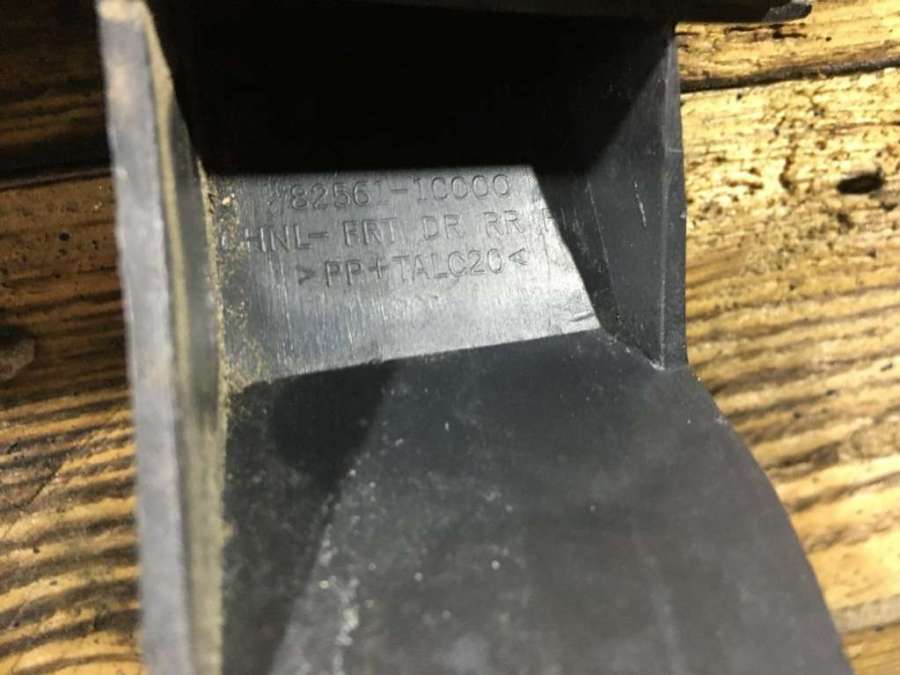 82561-1C000
CHNL- FRT DR RR
>PP+TALC20<